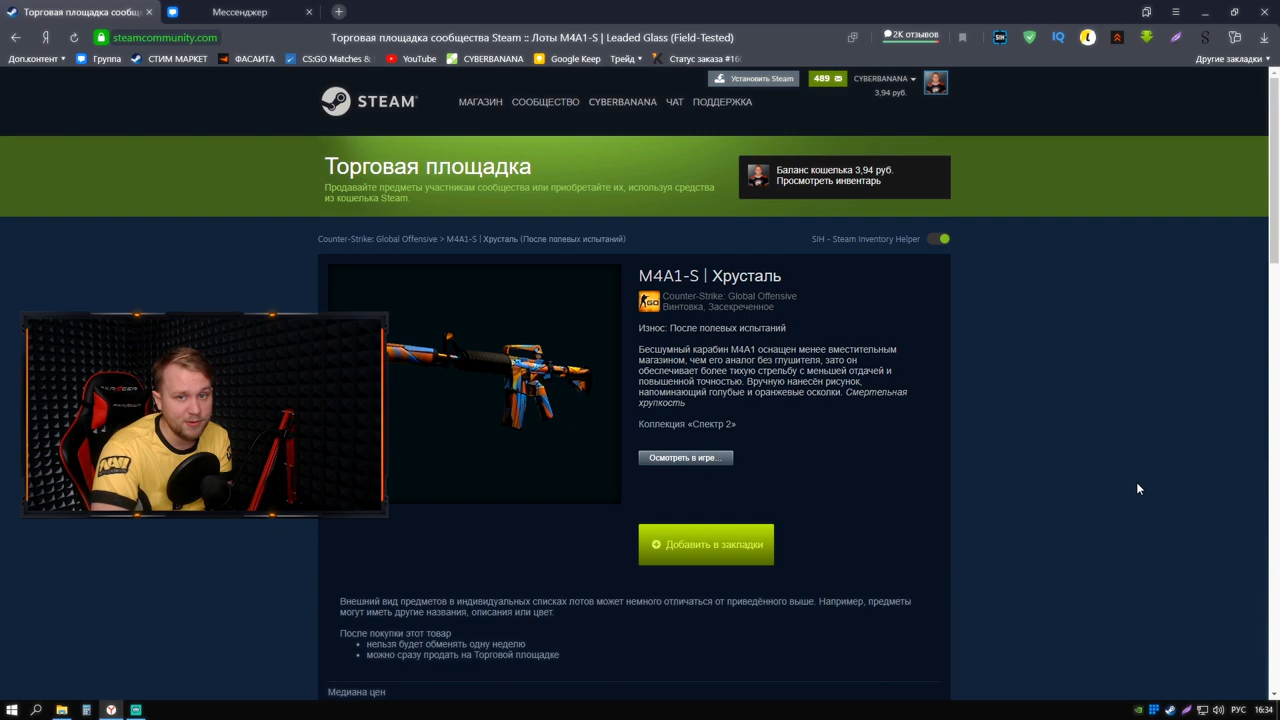 Торговая площадка сообщ
Мессенджер
steamcommunity.com
Торговая площадка сообщества Steam :: Лоты M4A1-S | Leaded Glass (Field-Tested)
2K отзывов
Доп.контент
Группа
СТИМ МАРКЕТ
ФАСАИТА
CS:GO Matches &
YouTube
CYBERBANANA
Google Keep
Трейд
Статус заказа #16
Другие закладки
Установить Steam
489
CYBERBANANA
3,94 руб.
STEAM
МАГАЗИН СООБЩЕСТВО CYBERBANANA ЧАТ ПОДДЕРЖКА
Торговая площадка
Продавайте предметы участникам сообщества или приобретайте их, используя средства
из кошелька Steam.
Баланс кошелька 3,94 руб.
Просмотреть инвентарь
Counter-Strike: Global Offensive > M4A1-S | Хрусталь (После полевых испытаний)
SIH - Steam Inventory Helper
M4A1-S | Хрусталь
GO
Counter-Strike: Global Offensive
Винтовка, Засекреченное
Износ: После полевых испытаний
Бесшумный карабин M4A1 оснащен менее вместительным
магазином, чем его аналог без глушителя, зато он
обеспечивает более тихую стрельбу с меньшей отдачей и
повышенной точностью. Вручную нанесён рисунок,
напоминающий голубые и оранжевые осколки. Смертельная
хрупкость
Коллекция «Спектр 2»
Осмотреть в игре...
Добавить в закладки
Внешний вид предметов в индивидуальных списках лотов может немного отличаться от приведённого выше. Например, предметы
могут иметь другие названия, описания или цвет.
После покупки этот товар
• нельзя будет обменять одну неделю
• можно сразу продать на Торговой площадке
Медиана цен
РУС
16:34